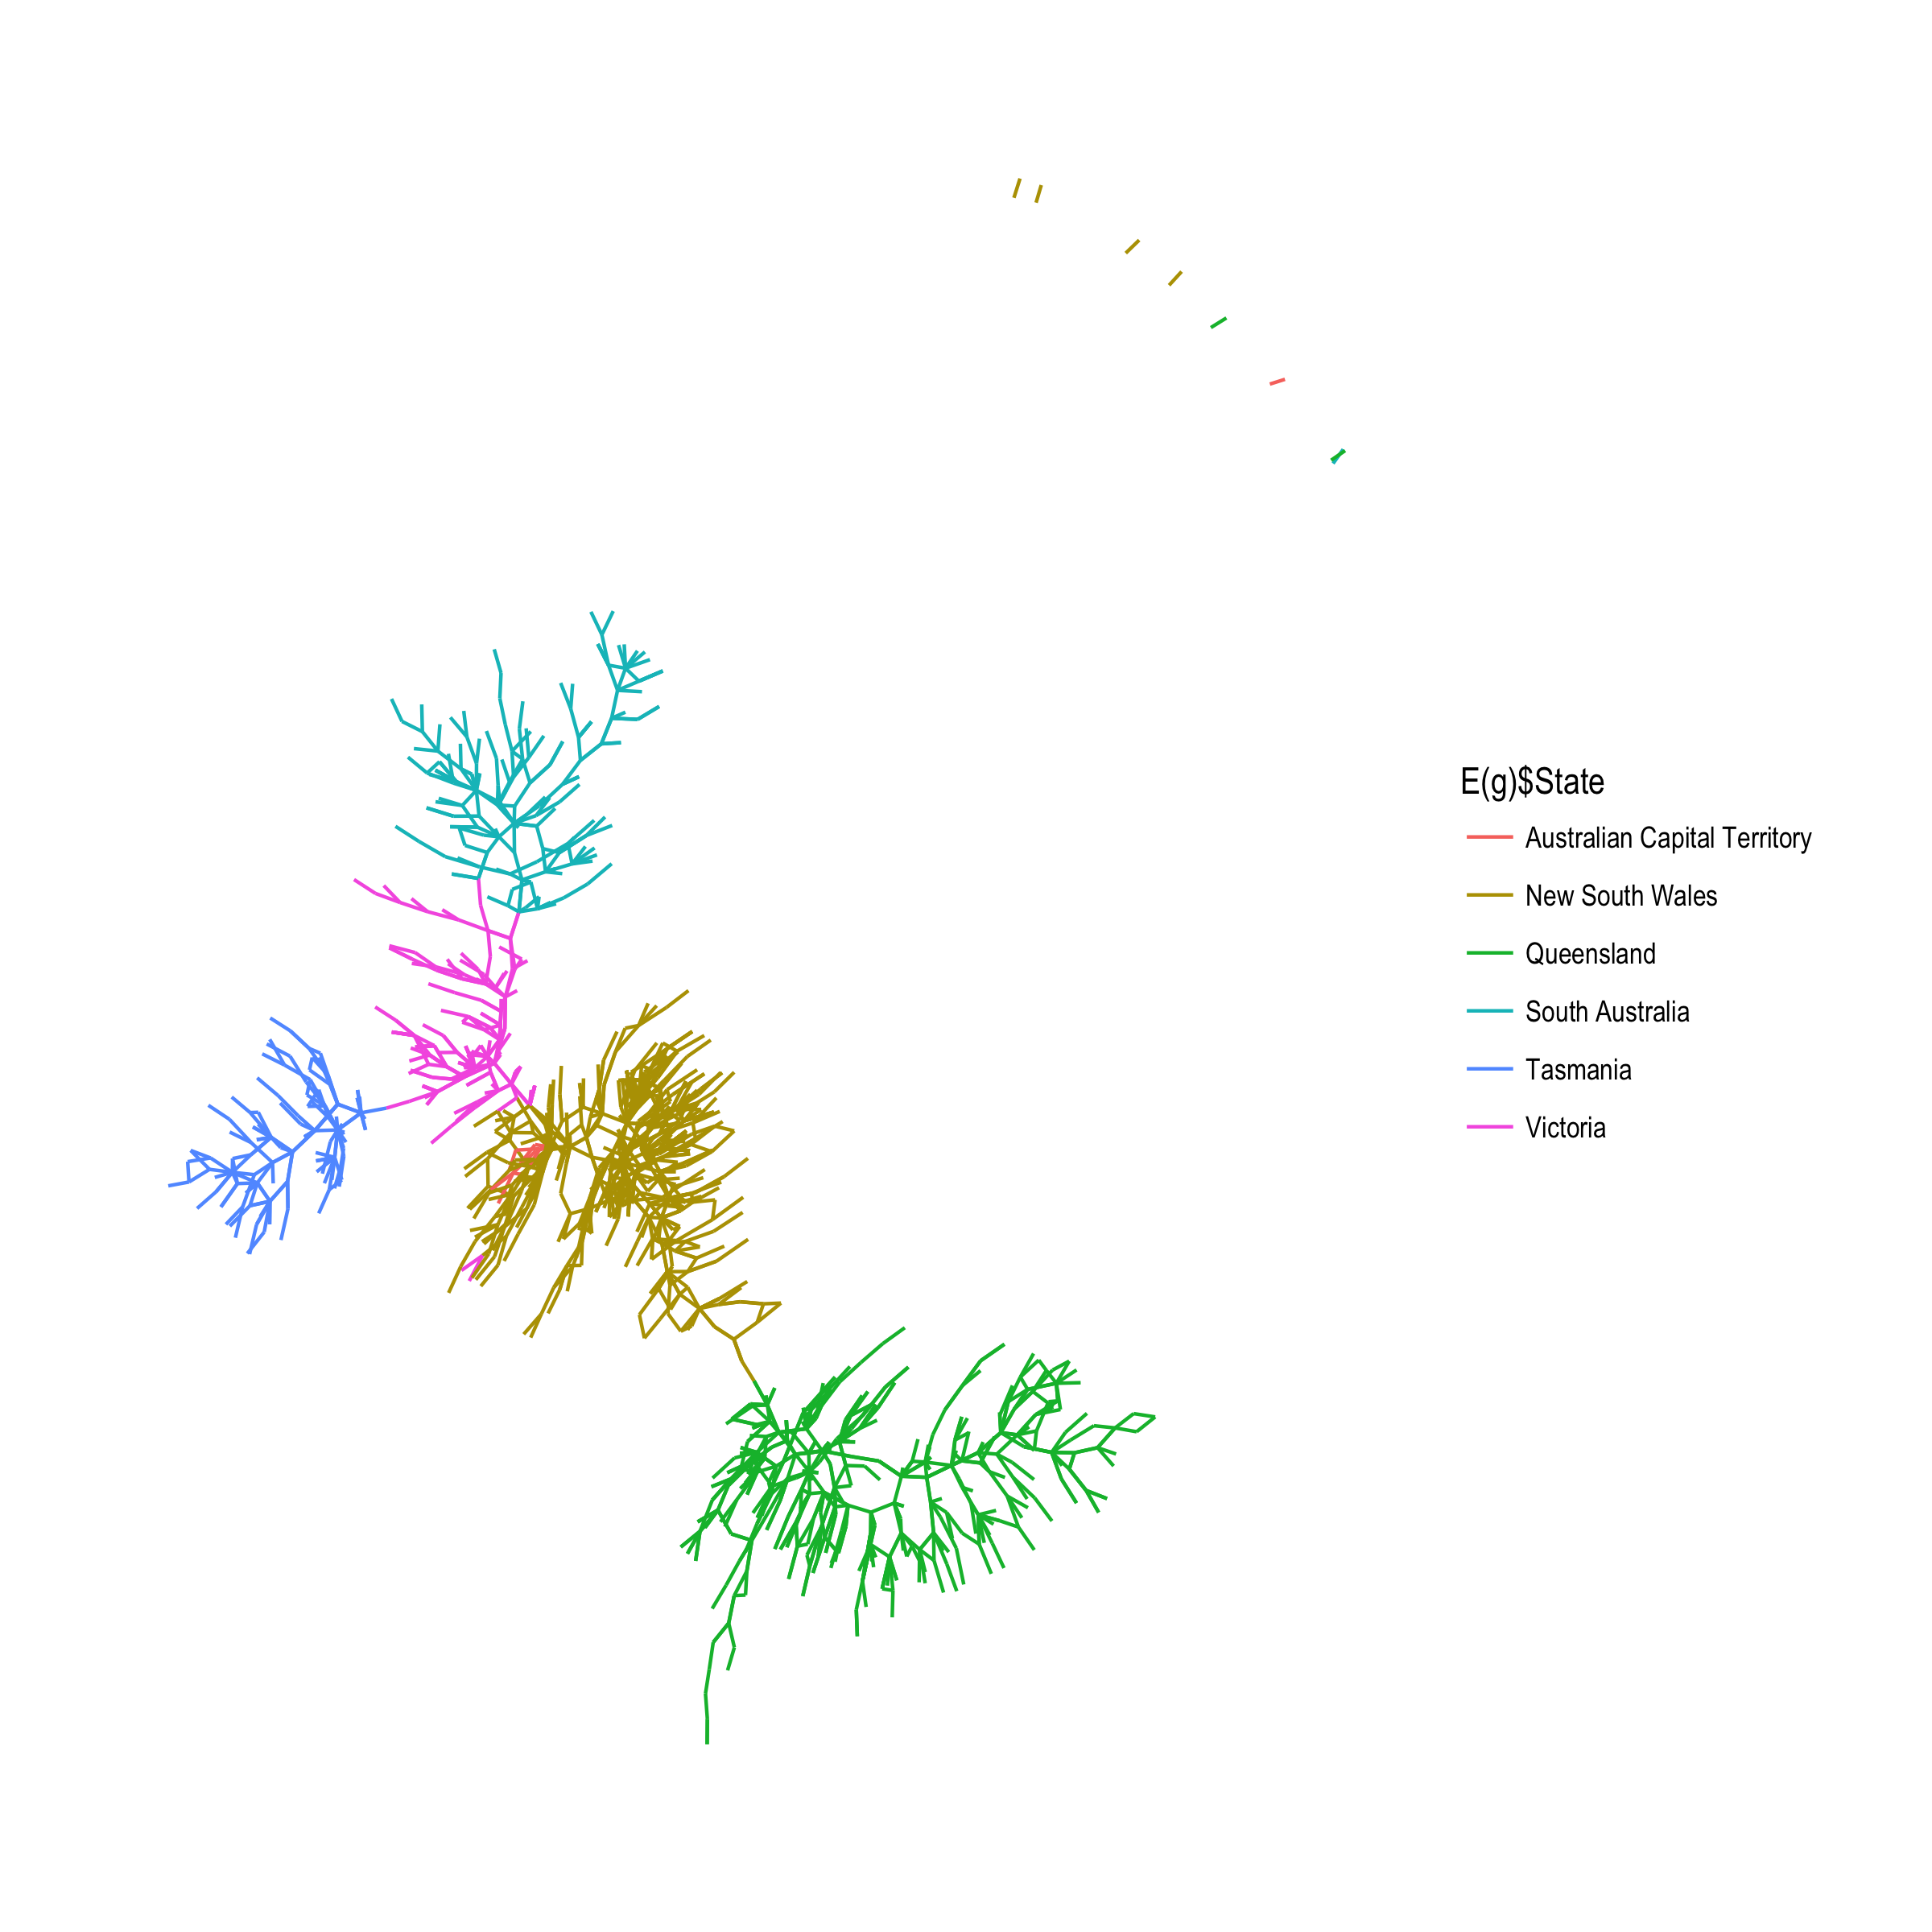 E(g)$State
Australian Capital Territory
New South Wales
Queensland
South Australia
Tasmania
Victoria